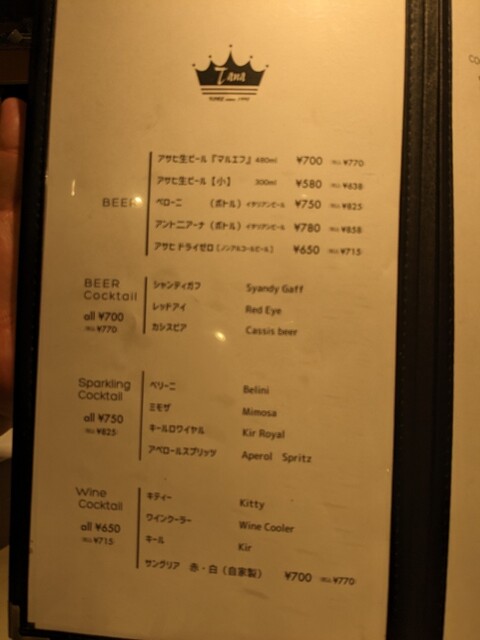 Tana
アサヒ生ビール『マルエフ』 480ml ¥700 税込 ¥770
アサヒ生ビール【小】 300ml ¥580 税込 ¥638
BEER
ペローニ （ボトル）イタリアンビール ¥750 税込 ¥825
アントニアーナ（ボトル）イタリアンビール ¥780 税込 ¥858
アサヒ ドライゼロ［ノンアルコールビール］ ¥650 税込 ¥715
BEER
Cocktail
all ¥700
税込 ¥770
シャンディガフ Syandy Gaff
レッドアイ Red Eye
カシスビア Cassis beer
Sparkling
Cocktail
all ¥750
税込 ¥825
ベリーニ Belini
ミモザ Mimosa
キールロワイヤル Kir Royal
アペロールスプリッツ Aperol Spritz
Wine
Cocktail
all ¥650
税込 ¥715
キティー Kitty
ワインクーラー Wine Cooler
キール Kir
サングリア 赤・白（自家製） ¥700 税込 ¥770